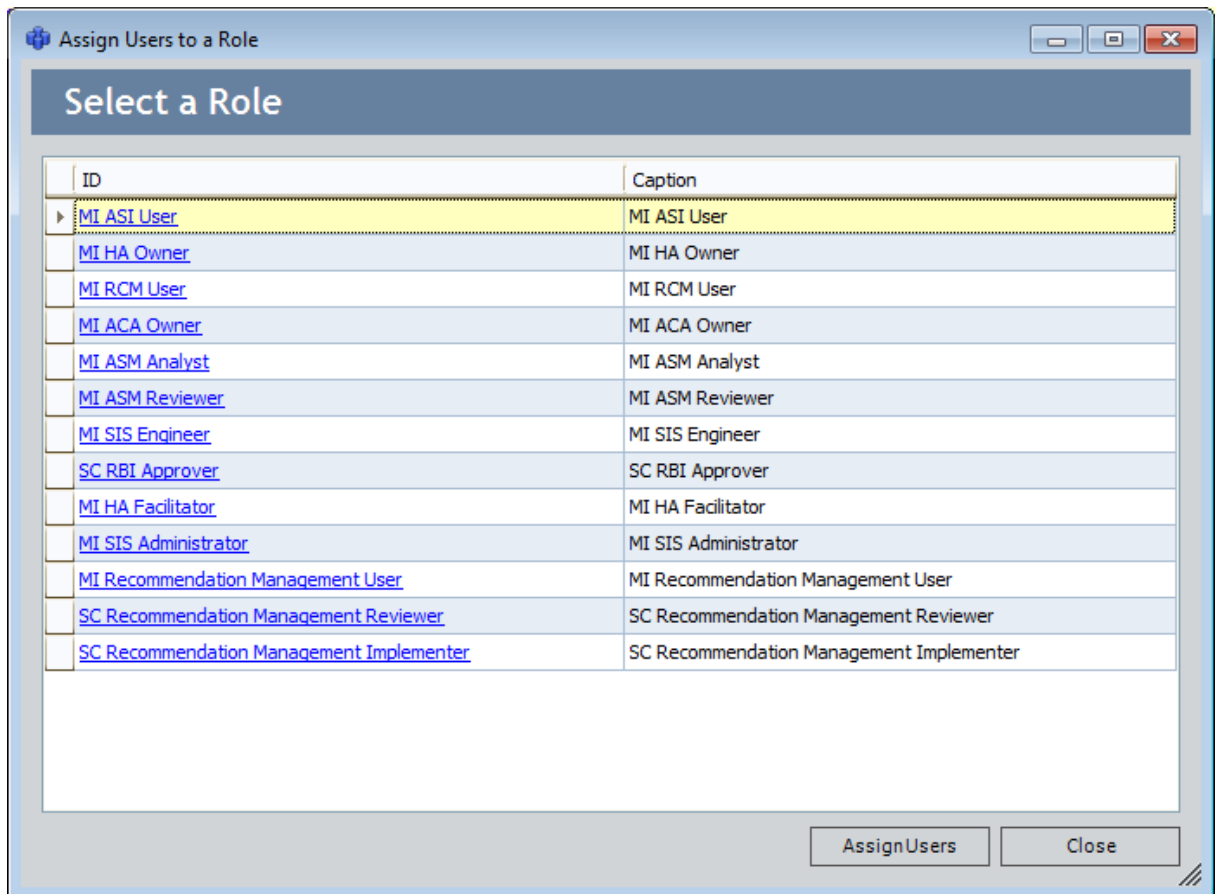 Assign Users to a Role
Select a Role
ID Caption
MI ASI User MI ASI User
MI HA Owner MI HA Owner
MI RCM User MI RCM User
MI ACA Owner MI ACA Owner
MI ASM Analyst MI ASM Analyst
MI ASM Reviewer MI ASM Reviewer
MI SIS Engineer MI SIS Engineer
SC RBI Approver SC RBI Approver
MI HA Facilitator MI HA Facilitator
MI SIS Administrator MI SIS Administrator
MI Recommendation Management User MI Recommendation Management User
SC Recommendation Management Reviewer SC Recommendation Management Reviewer
SC Recommendation Management Implementer SC Recommendation Management Implementer
AssignUsers Close